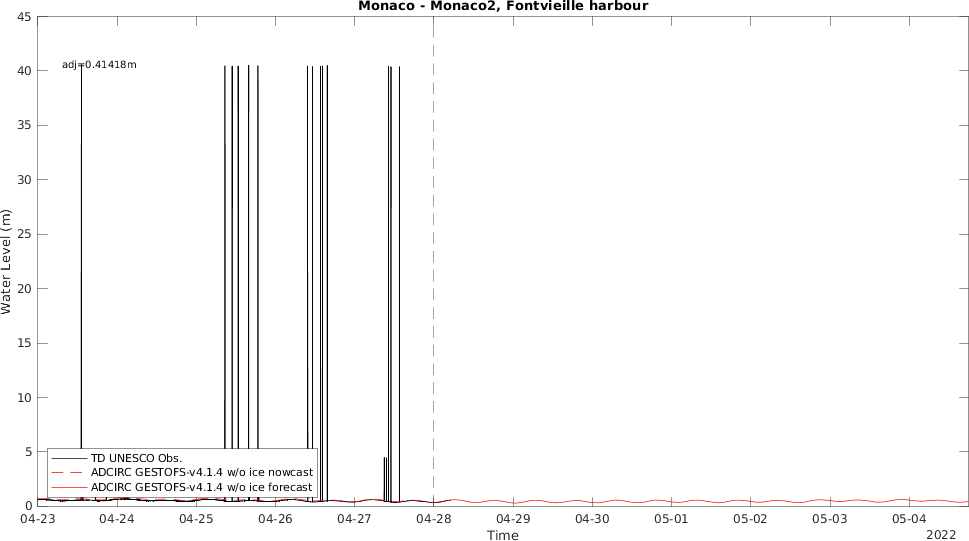 Monaco - Monaco2, Fontvieille harbour
45
40
35
30
25
20
15
10
5
0
Water Level (m)
adj=0.41418m
TD UNESCO Obs.
ADCIRC GESTOFS-v4.1.4 w/o ice nowcast
ADCIRC GESTOFS-v4.1.4 w/o ice forecast
04-23 04-24 04-25 04-26 04-27 04-28 04-29 04-30 05-01 05-02 05-03 05-04
Time
2022